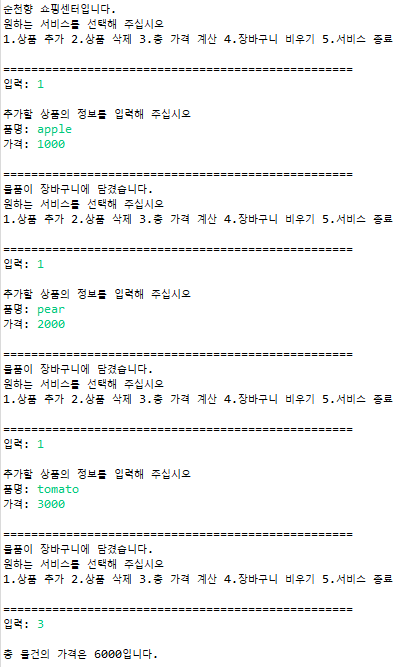 순천향 쇼핑센터입니다.
원하는 서비스를 선택해 주십시오
1.상품 추가 2.상품 삭제 3.총 가격 계산 4.장바구니 비우기 5.서비스 종료
==================================================
입력: 1
추가할 상품의 정보를 입력해 주십시오
품명: apple
가격: 1000
==================================================
물품이 장바구니에 담겼습니다.
원하는 서비스를 선택해 주십시오
1.상품 추가 2.상품 삭제 3.총 가격 계산 4.장바구니 비우기 5.서비스 종료
==================================================
입력: 1
추가할 상품의 정보를 입력해 주십시오
품명: pear
가격: 2000
==================================================
물품이 장바구니에 담겼습니다.
원하는 서비스를 선택해 주십시오
1.상품 추가 2.상품 삭제 3.총 가격 계산 4.장바구니 비우기 5.서비스 종료
==================================================
입력: 1
추가할 상품의 정보를 입력해 주십시오
품명: tomato
가격: 3000
==================================================
물품이 장바구니에 담겼습니다.
원하는 서비스를 선택해 주십시오
1.상품 추가 2.상품 삭제 3.총 가격 계산 4.장바구니 비우기 5.서비스 종료
==================================================
입력: 3
총 물건의 가격은 6000입니다.